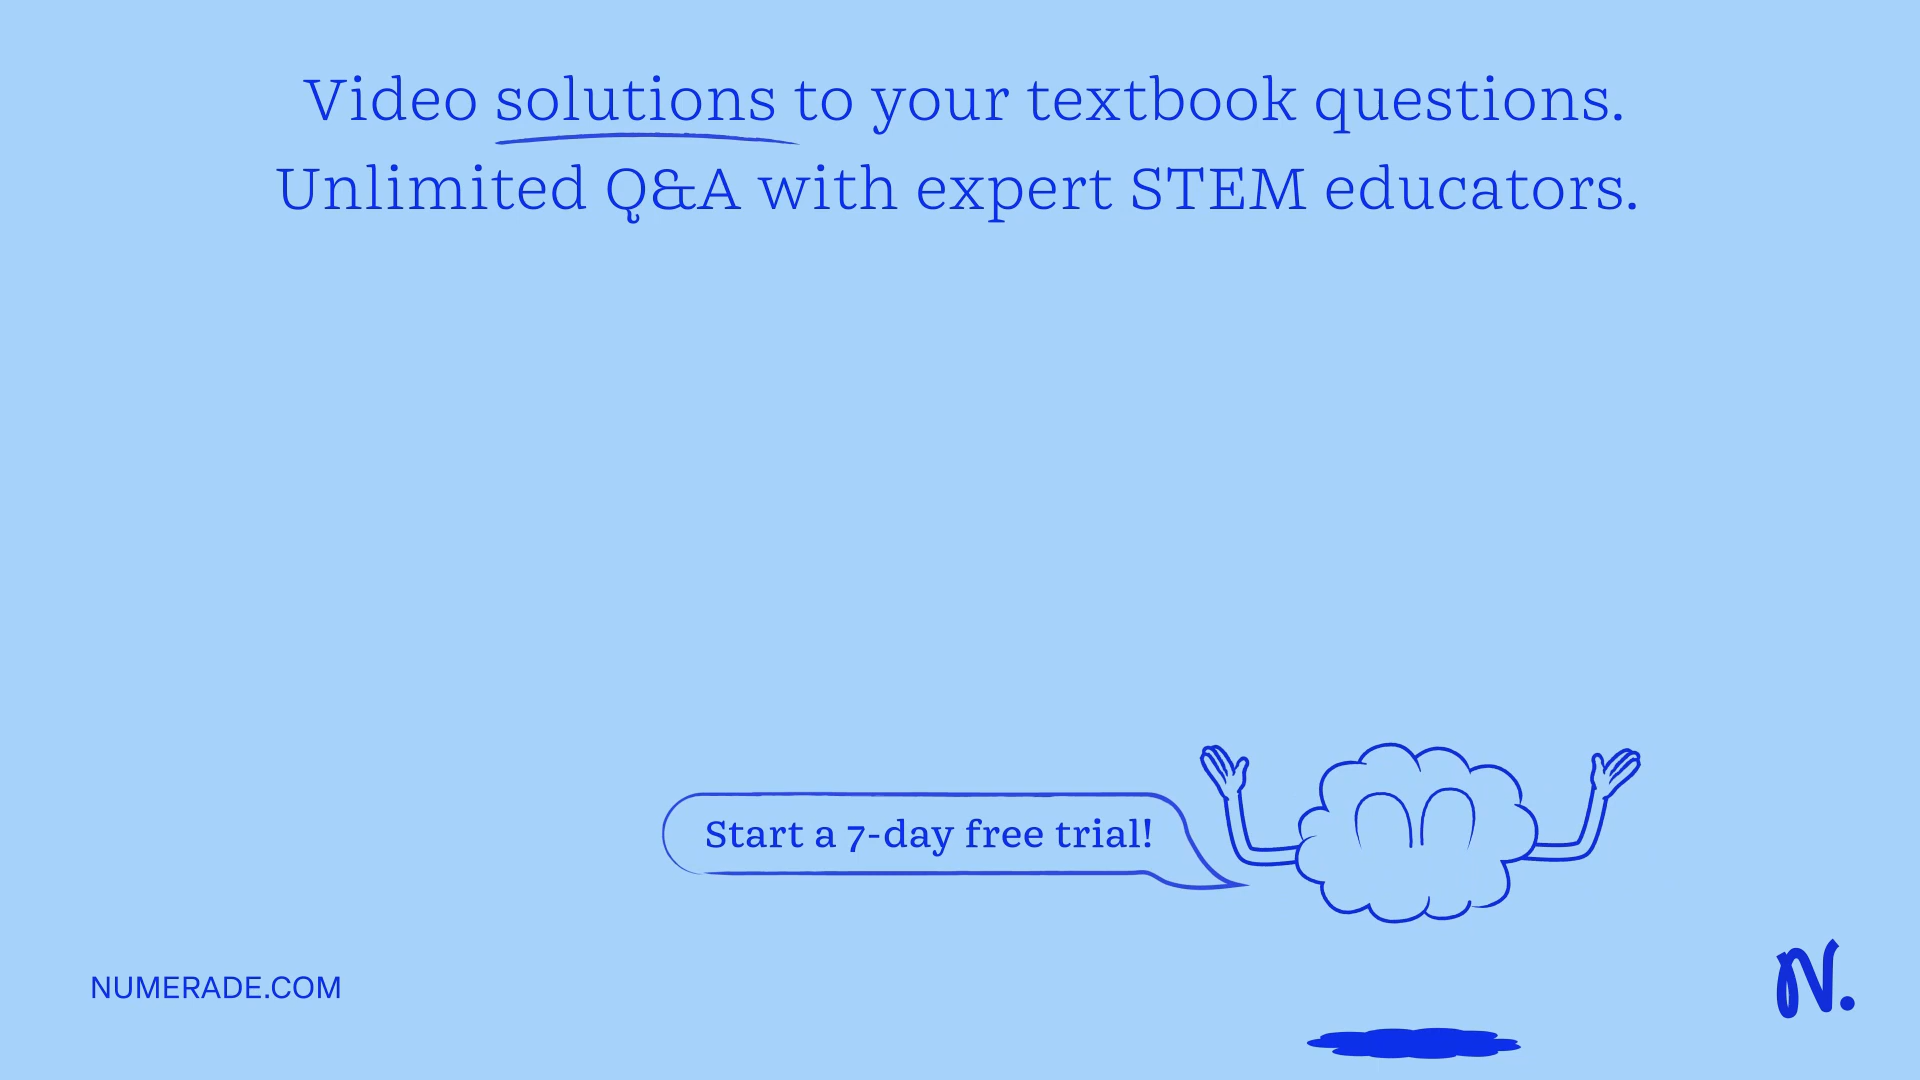 Video solutions to your textbook questions.
Unlimited Q&A with expert STEM educators.
Start a 7-day free trial!
NUMERADE.COM
N.